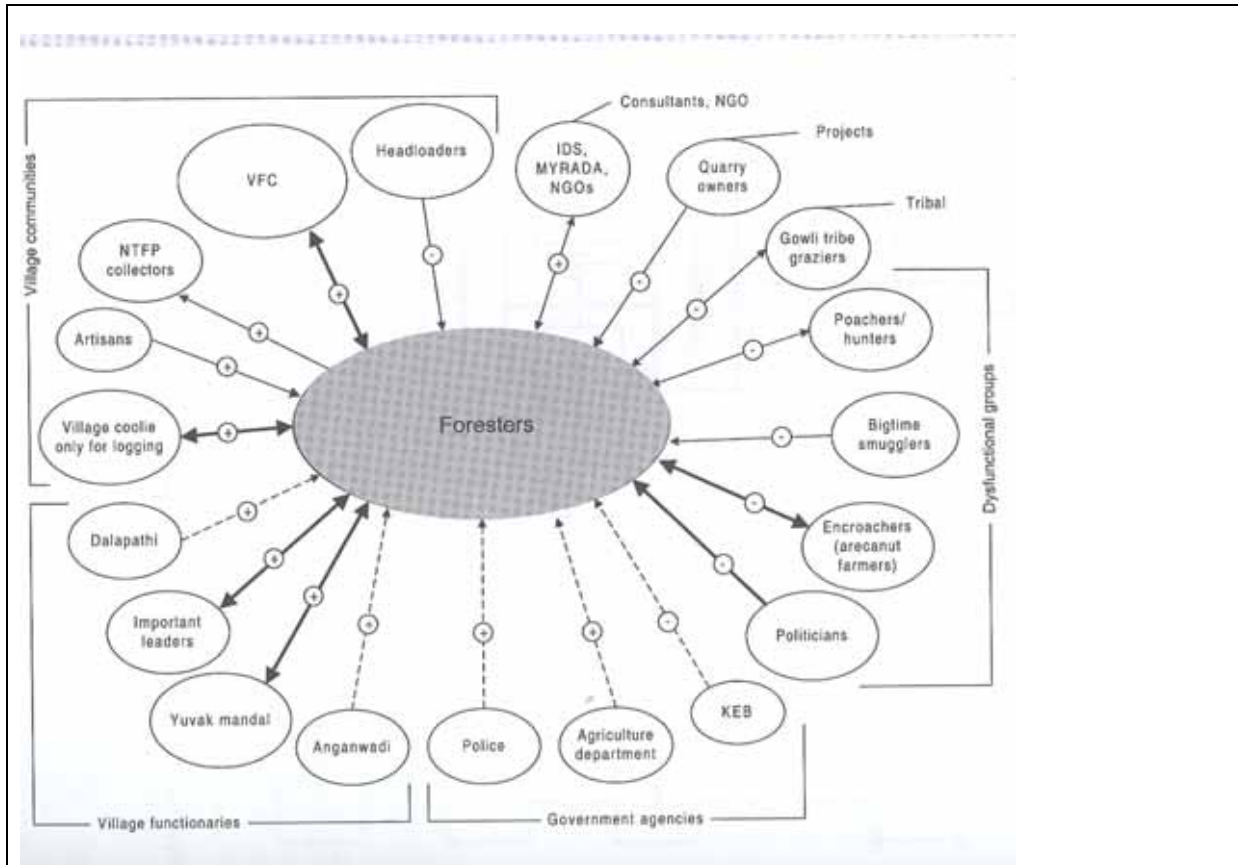 Consultants, NGO
Projects
Tribal
Village communities
VFC
Headloaders
IDS,
MYRADA,
NGOs
Quarry
owners
Gowli tribe
graziers
NTFP
collectors
Poachers/
hunters
Artisans
Foresters
Bigtime
smugglers
Village coolie
only for logging
Dysfunctional groups
Encroachers
(arecanut
farmers)
Dalapathi
Important
leaders
Politicians
Yuvak mandal
Anganwadi
Police
Agriculture
department
KEB
Village functionaries
Government agencies
+
-
+
-
-
-
+
+
+
-
-
-
+
+
+
+
+
+
-